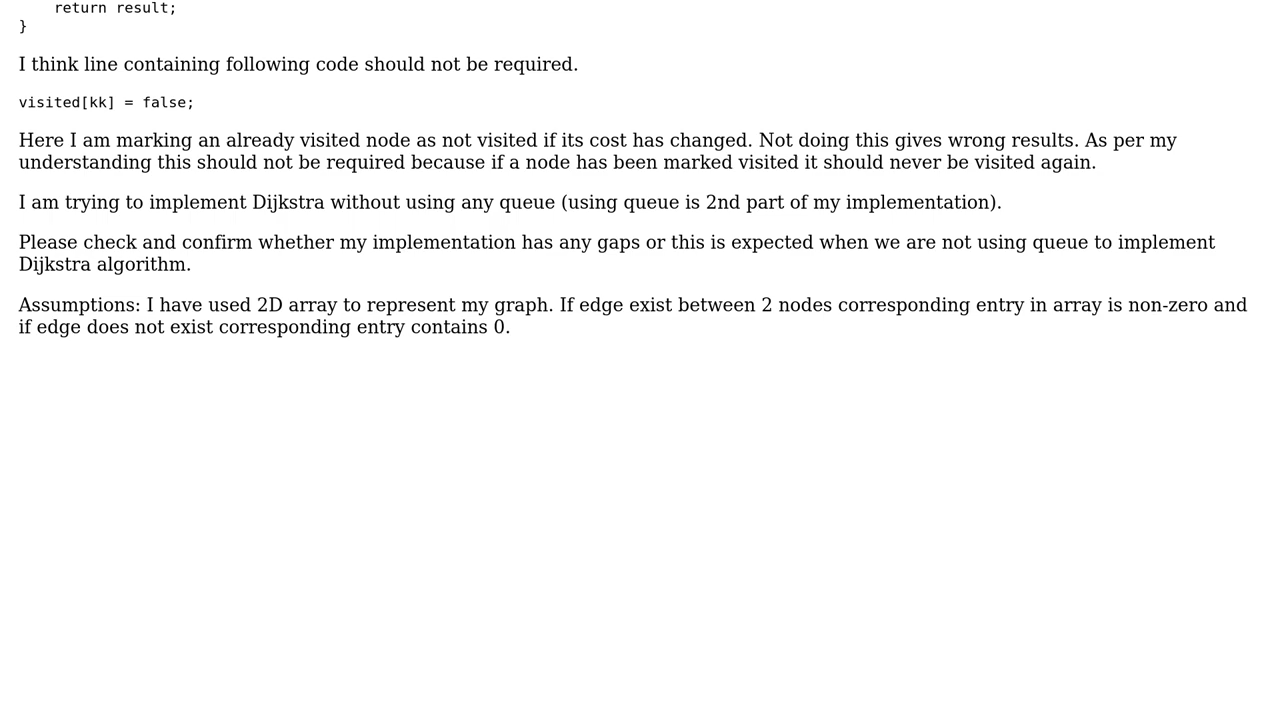 return result;
}
I think line containing following code should not be required.
visited[kk] = false;
Here I am marking an already visited node as not visited if its cost has changed. Not doing this gives wrong results. As per my
understanding this should not be required because if a node has been marked visited it should never be visited again.
I am trying to implement Dijkstra without using any queue (using queue is 2nd part of my implementation).
Please check and confirm whether my implementation has any gaps or this is expected when we are not using queue to implement
Dijkstra algorithm.
Assumptions: I have used 2D array to represent my graph. If edge exist between 2 nodes corresponding entry in array is non-zero and
if edge does not exist corresponding entry contains 0.